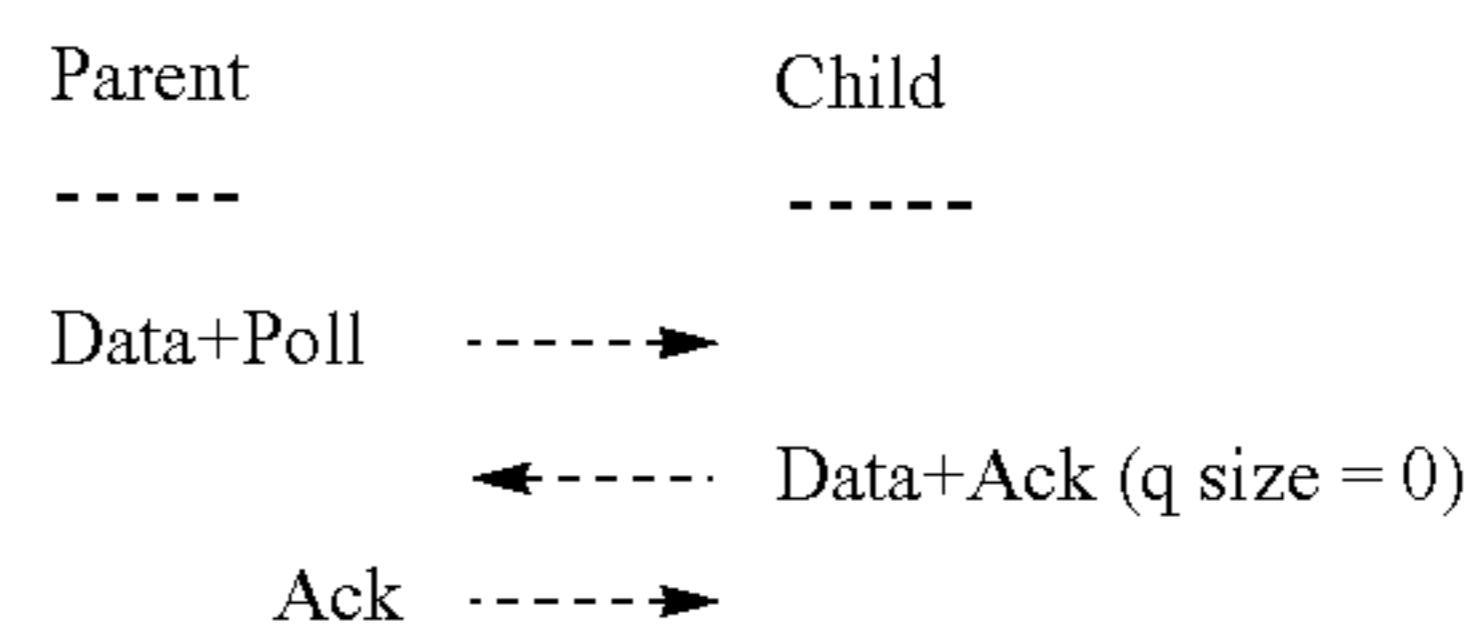 Parent Child
----- -----
Data+Poll
Data+Ack (q size = 0)
Ack